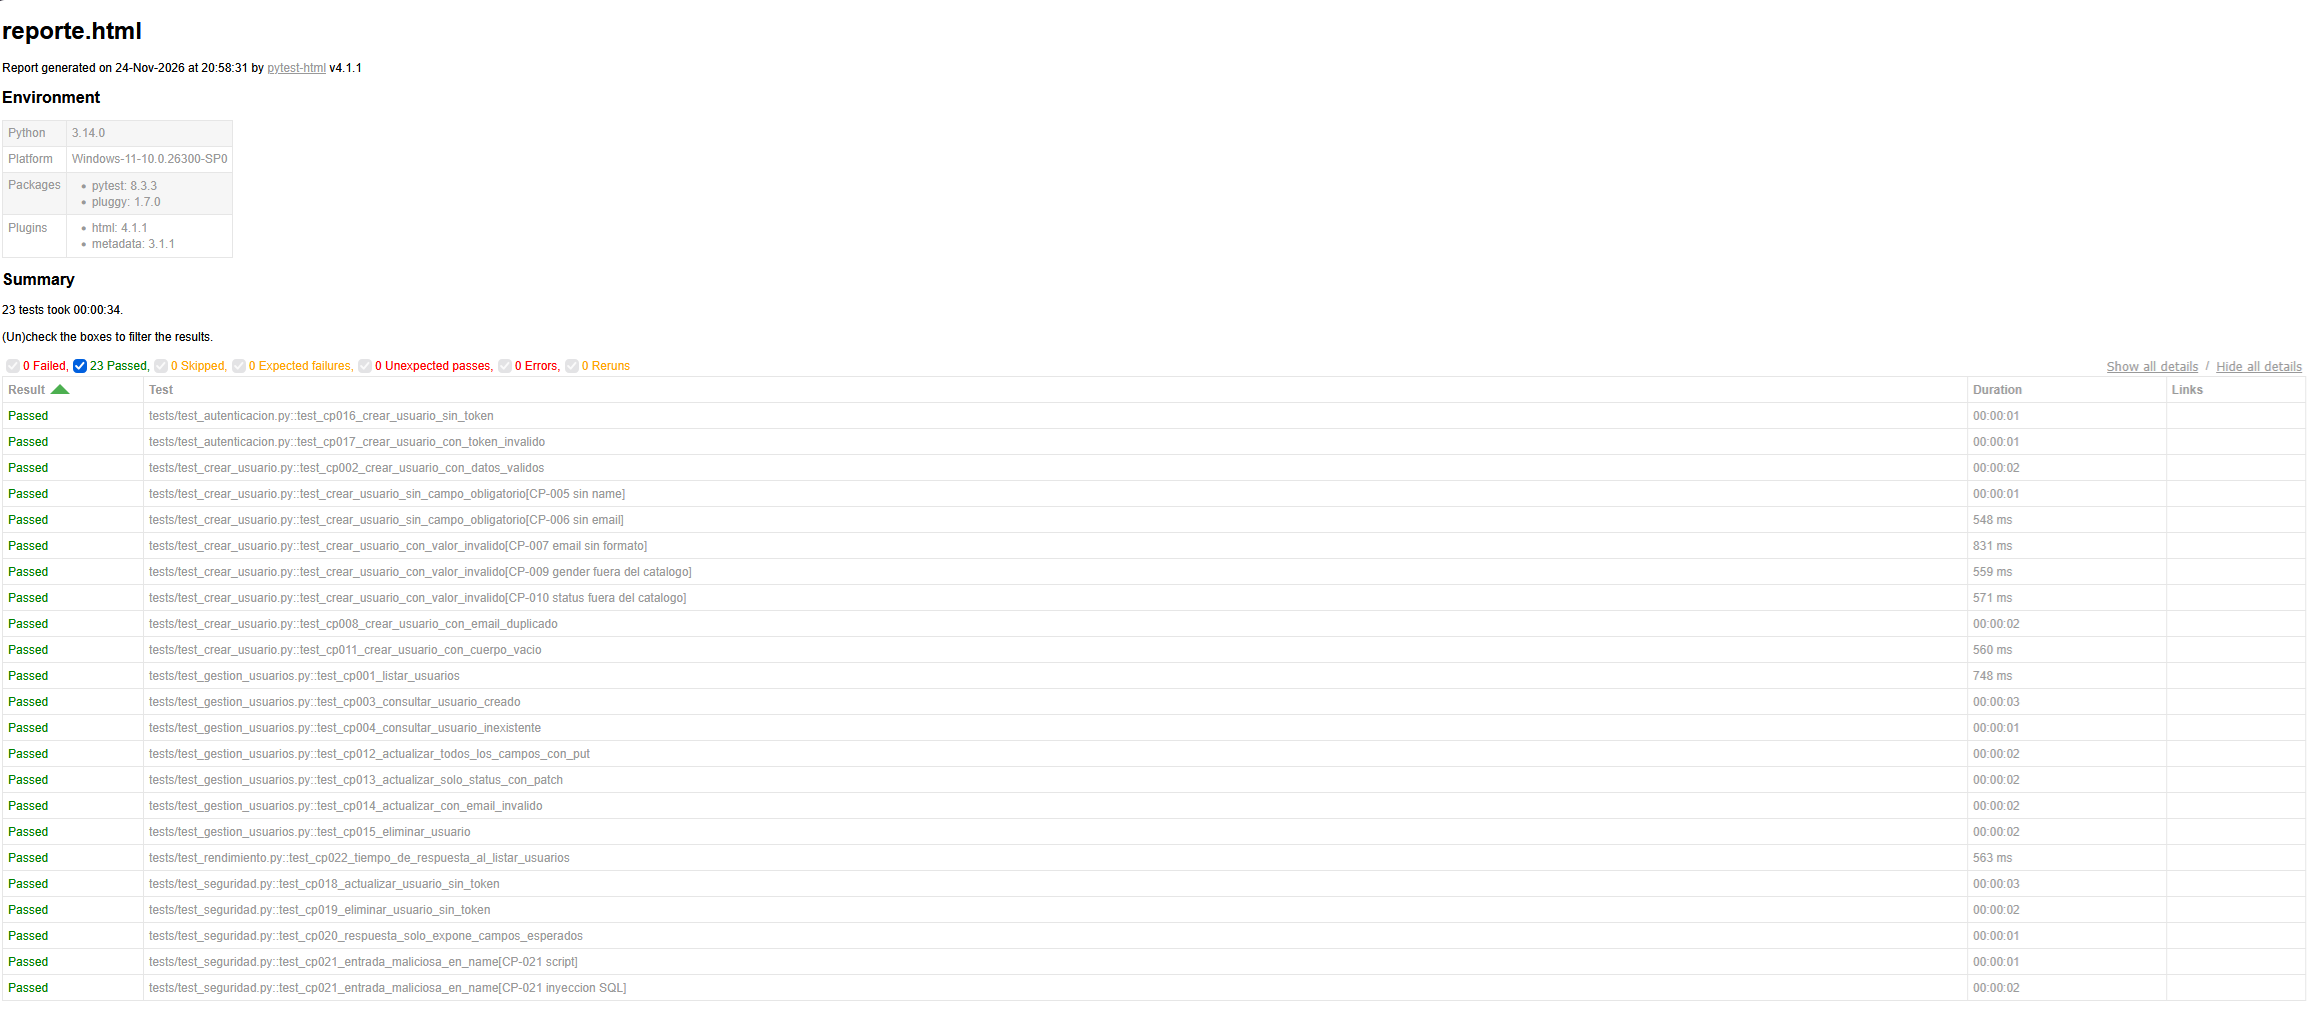 reporte.html
Report generated on 24-Nov-2026 at 20:58:31 by pytest-html v4.1.1
Environment
Python 3.14.0
Platform Windows-11-10.0.26300-SP0
Packages
• pytest: 8.3.3
• pluggy: 1.7.0
Plugins
• html: 4.1.1
• metadata: 3.1.1
Summary
23 tests took 00:00:34.
(Un)check the boxes to filter the results.
0 Failed, 23 Passed, 0 Skipped, 0 Expected failures, 0 Unexpected passes, 0 Errors, 0 Reruns Show all details / Hide all details
Result Test Duration Links
Passed tests/test_autenticacion.py::test_cp016_crear_usuario_sin_token 00:00:01
Passed tests/test_autenticacion.py::test_cp017_crear_usuario_con_token_invalido 00:00:01
Passed tests/test_crear_usuario.py::test_cp002_crear_usuario_con_datos_validos 00:00:02
Passed tests/test_crear_usuario.py::test_crear_usuario_sin_campo_obligatorio[CP-005 sin name] 00:00:01
Passed tests/test_crear_usuario.py::test_crear_usuario_sin_campo_obligatorio[CP-006 sin email] 548 ms
Passed tests/test_crear_usuario.py::test_crear_usuario_con_valor_invalido[CP-007 email sin formato] 831 ms
Passed tests/test_crear_usuario.py::test_crear_usuario_con_valor_invalido[CP-009 gender fuera del catalogo] 559 ms
Passed tests/test_crear_usuario.py::test_crear_usuario_con_valor_invalido[CP-010 status fuera del catalogo] 571 ms
Passed tests/test_crear_usuario.py::test_cp008_crear_usuario_con_email_duplicado 00:00:02
Passed tests/test_crear_usuario.py::test_cp011_crear_usuario_con_cuerpo_vacio 560 ms
Passed tests/test_gestion_usuarios.py::test_cp001_listar_usuarios 748 ms
Passed tests/test_gestion_usuarios.py::test_cp003_consultar_usuario_creado 00:00:03
Passed tests/test_gestion_usuarios.py::test_cp004_consultar_usuario_inexistente 00:00:01
Passed tests/test_gestion_usuarios.py::test_cp012_actualizar_todos_los_campos_con_put 00:00:02
Passed tests/test_gestion_usuarios.py::test_cp013_actualizar_solo_status_con_patch 00:00:02
Passed tests/test_gestion_usuarios.py::test_cp014_actualizar_con_email_invalido 00:00:02
Passed tests/test_gestion_usuarios.py::test_cp015_eliminar_usuario 00:00:02
Passed tests/test_rendimiento.py::test_cp022_tiempo_de_respuesta_al_listar_usuarios 563 ms
Passed tests/test_seguridad.py::test_cp018_actualizar_usuario_sin_token 00:00:03
Passed tests/test_seguridad.py::test_cp019_eliminar_usuario_sin_token 00:00:02
Passed tests/test_seguridad.py::test_cp020_respuesta_solo_expone_campos_esperados 00:00:01
Passed tests/test_seguridad.py::test_cp021_entrada_maliciosa_en_name[CP-021 script] 00:00:01
Passed tests/test_seguridad.py::test_cp021_entrada_maliciosa_en_name[CP-021 inyeccion SQL] 00:00:02